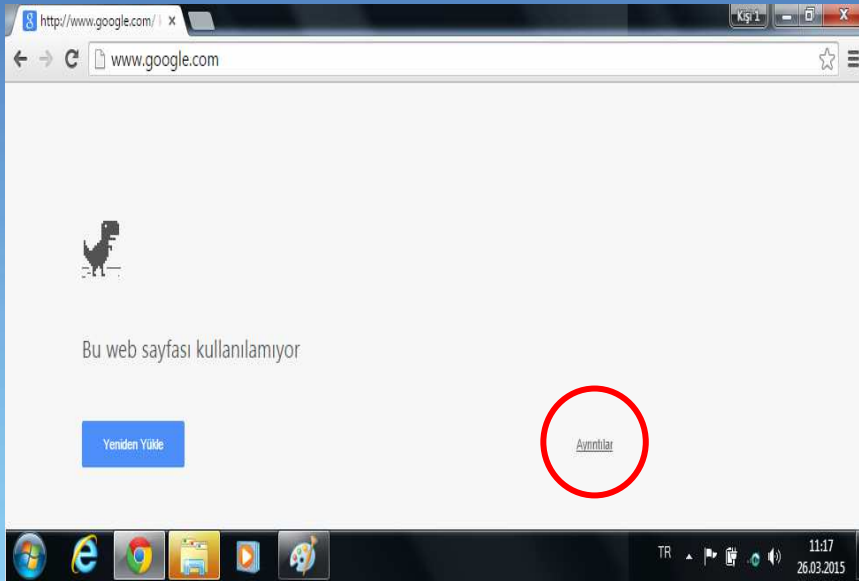 http://www.google.com/
Kişi 1
www.google.com
Bu web sayfası kullanılamıyor
Yeniden Yükle
Ayrıntılar
TR
11:17
26.03.2015